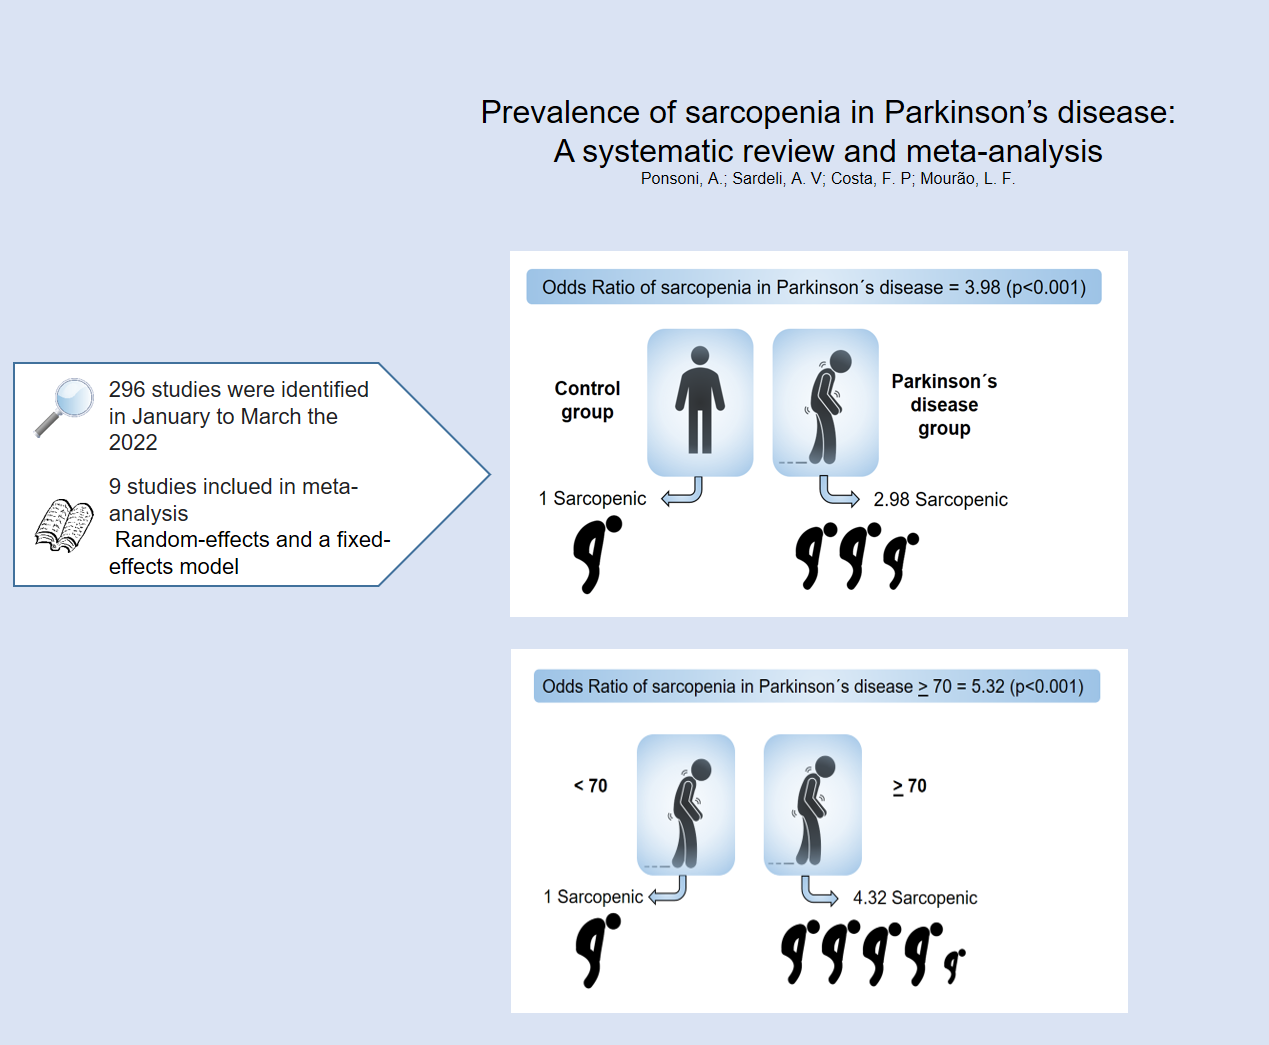 Prevalence of sarcopenia in Parkinson’s disease:
A systematic review and meta-analysis
Ponsoni, A.; Sardeli, A. V; Costa, F. P; Mourão, L. F.
296 studies were identified
in January to March the
2022
9 studies inclued in meta-
analysis
Random-effects and a fixed-
effects model
Odds Ratio of sarcopenia in Parkinson´s disease = 3.98 (p<0.001)
Control
group
Parkinson´s
disease
group
1 Sarcopenic
2.98 Sarcopenic
Odds Ratio of sarcopenia in Parkinson´s disease ≥ 70 = 5.32 (p<0.001)
< 70
≥ 70
1 Sarcopenic
4.32 Sarcopenic